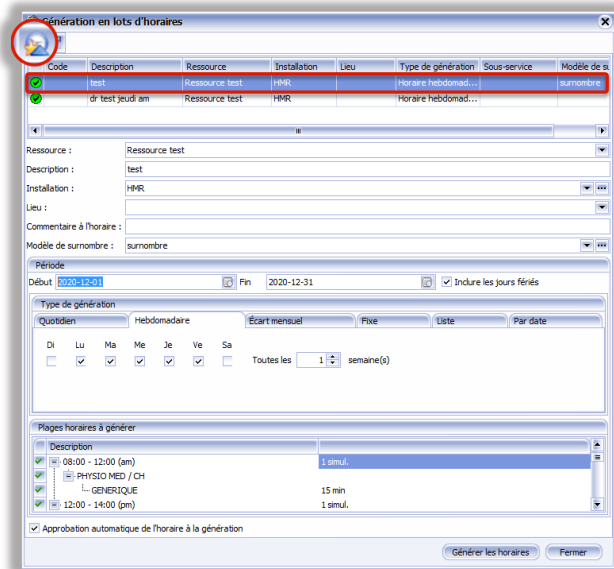 Génération en lots d'horaires
Code Description Ressource Installation Lieu Type de génération Sous-service Modèle de su
test Ressource test HMR Horaire hebdomad... surnombre
dr test jeudi am Ressource test HMR Horaire hebdomad...
Ressource : Ressource test
Description : test
Installation : HMR
Lieu :
Commentaire à l'horaire :
Modèle de surnombre : surnombre
Période
Début 2020-12-01 Fin 2020-12-31 Inclure les jours fériés
Type de génération
Quotidien Hebdomadaire Écart mensuel Fixe Liste Par date
Di Lu Ma Me Je Ve Sa
Toutes les 1 semaine(s)
Plages horaires à générer
Description
08:00 - 12:00 (am) 1 simul.
PHYSIO MED / CH
GENERIQUE 15 min
12:00 - 14:00 (pm) 1 simul.
Approbation automatique de l'horaire à la génération
Générer les horaires Fermer